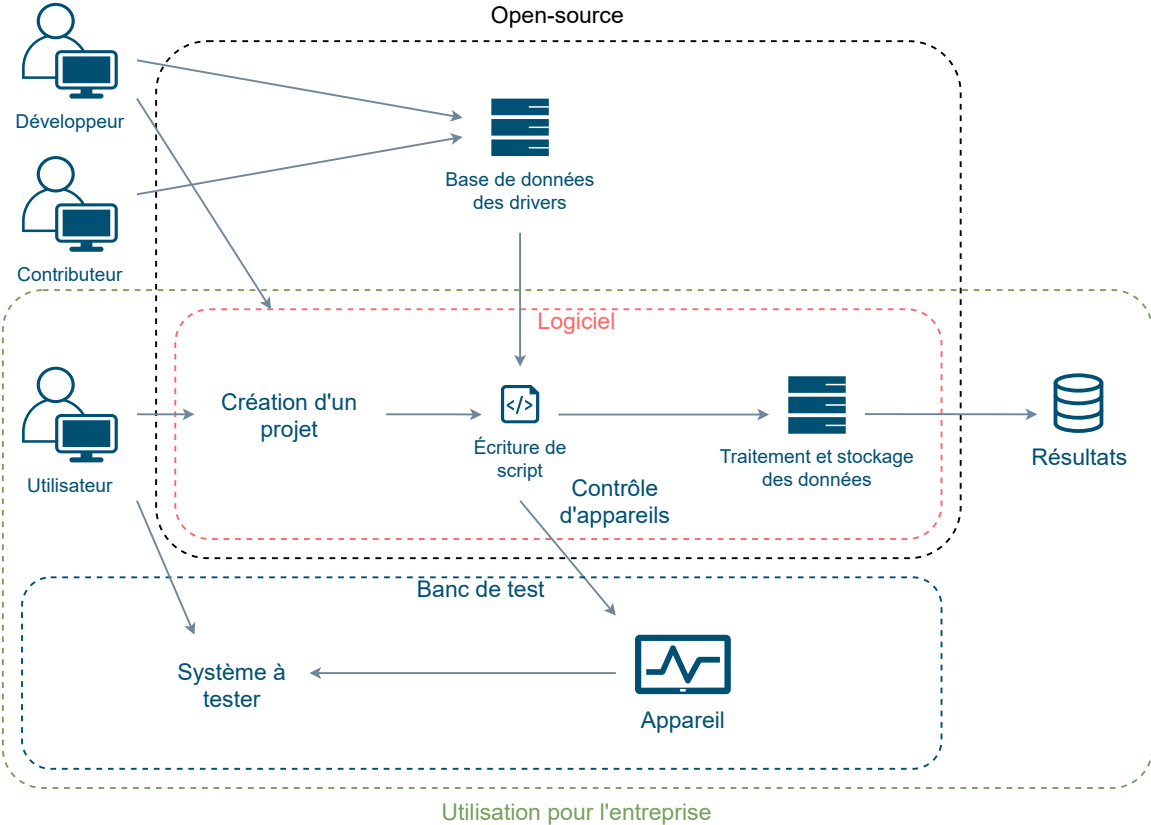 Open-source
Développeur
Base de données
des drivers
Contributeur
Logiciel
Création d'un
projet
</>
Écriture de
script
Traitement et stockage
des données
Résultats
Utilisateur
Contrôle
d'appareils
Banc de test
Système à
tester
Appareil
Utilisation pour l'entreprise